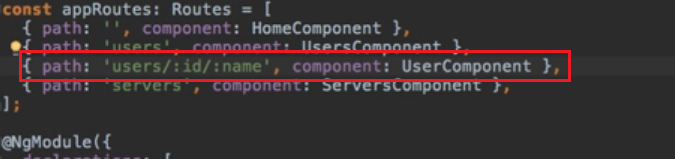 const appRoutes: Routes = [
{ path: '', component: HomeComponent },
{ path: 'users', component: UsersComponent },
{ path: 'users/:id/:name', component: UserComponent },
{ path: 'servers', component: ServersComponent },
];
@NgModule({
declarations: [